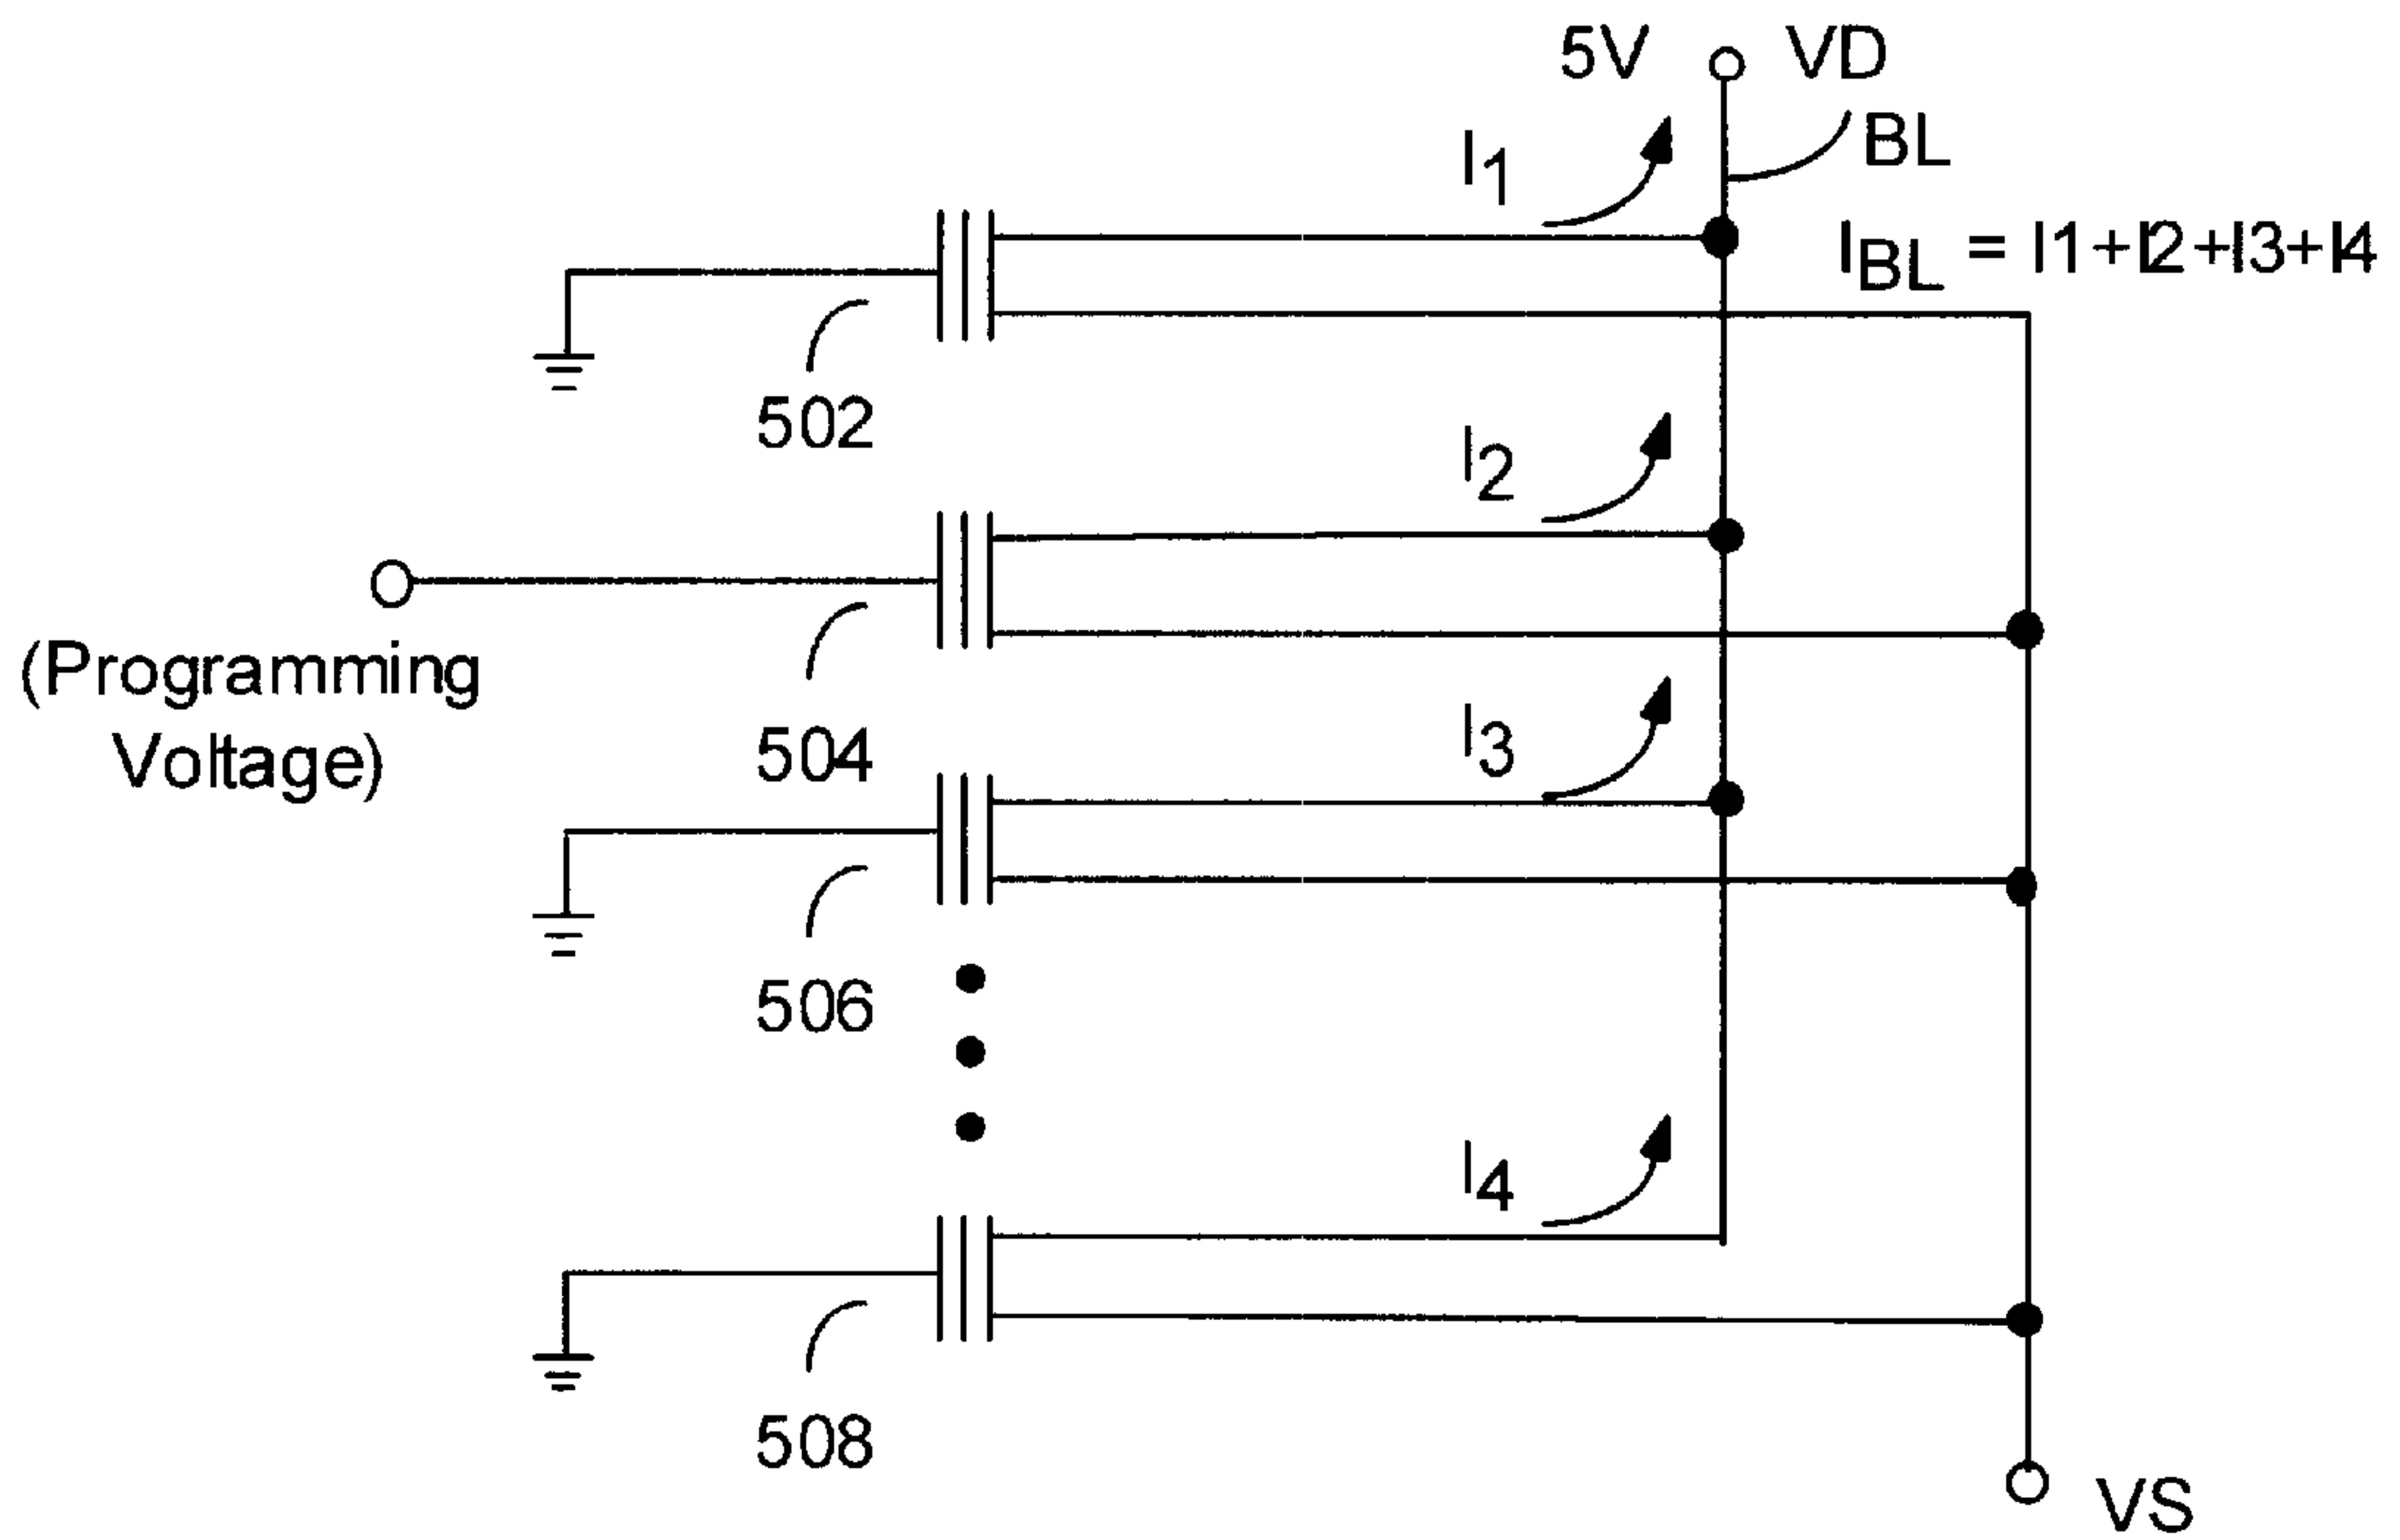 5V VD
BL
I1
IBL = I1+I2+I3+I4
502
I2
(Programming
Voltage)
504
I3
506
I4
508
VS